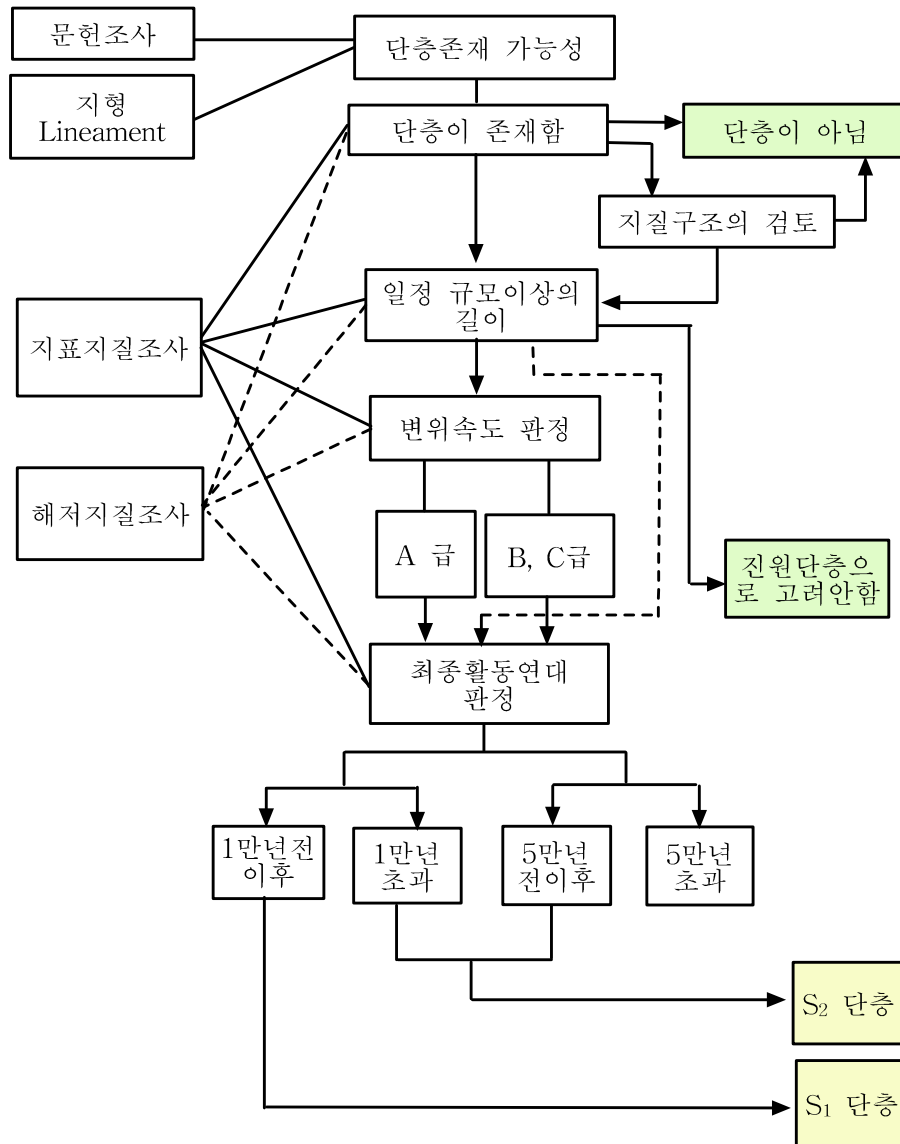 문헌조사
단층존재 가능성
지형
Lineament
단층이 존재함
단층이 아님
지질구조의 검토
일정 규모이상의
길이
지표지질조사
변위속도 판정
해저지질조사
A 급
B, C급
진원단층으
로 고려안함
최종활동연대
판정
1만년전
이후
1만년
초과
5만년
전이후
5만년
초과
S₂ 단층
S₁ 단층